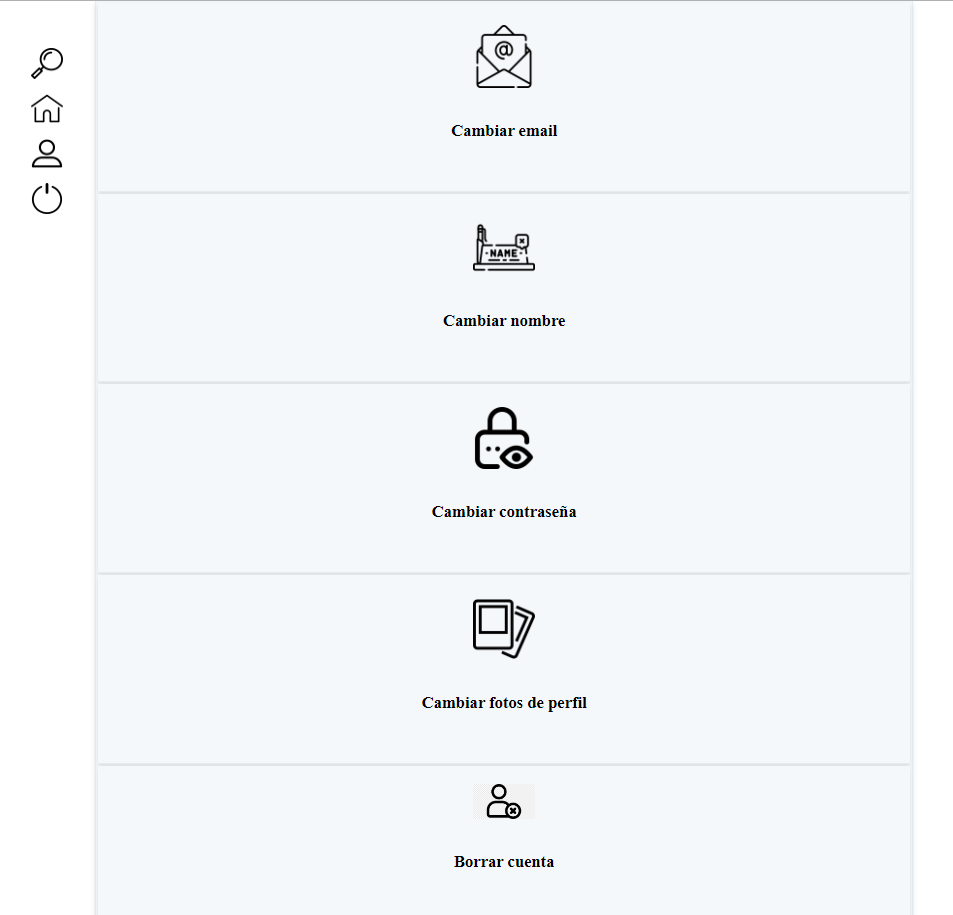 @
Cambiar email
NAME
Cambiar nombre
Cambiar contraseña
Cambiar fotos de perfil
Borrar cuenta